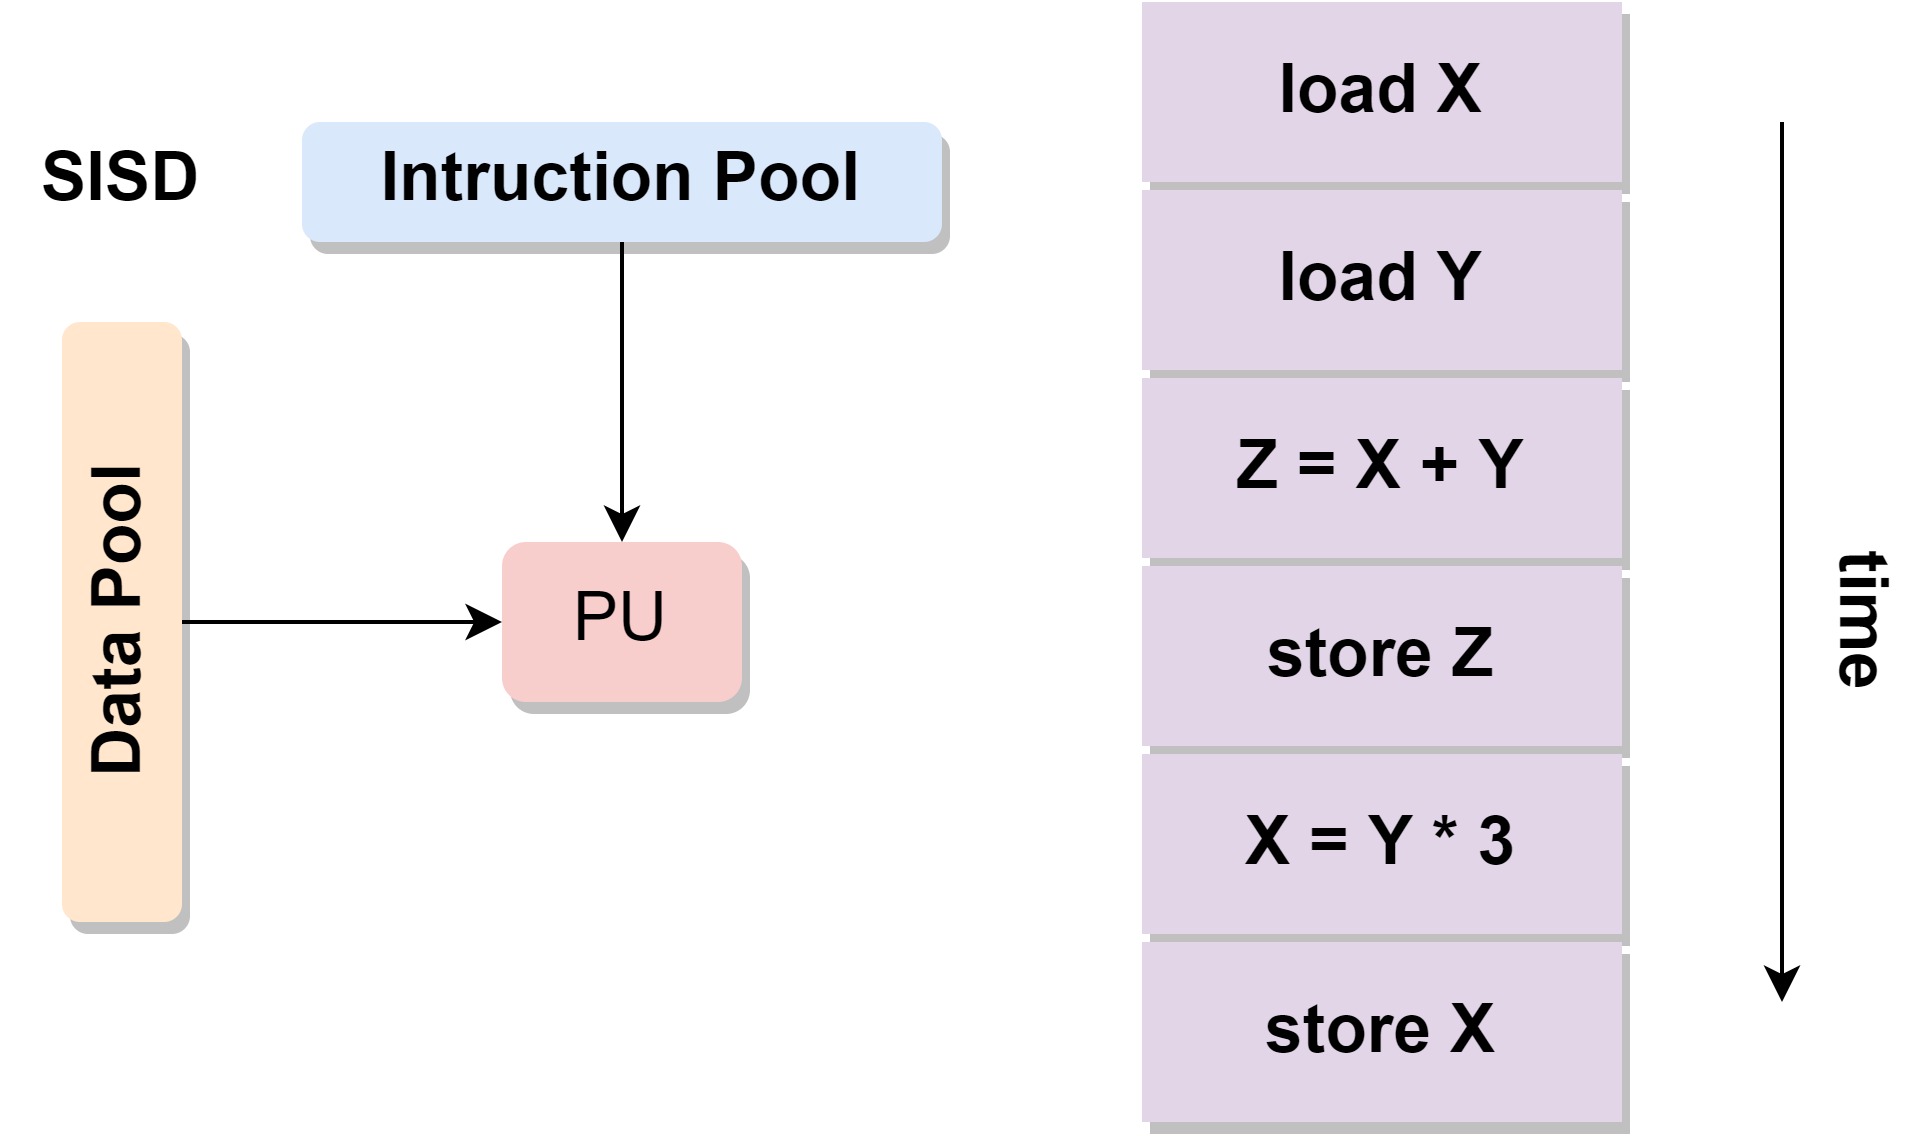 SISD
Intruction Pool
Data Pool
PU
load X
load Y
Z = X + Y
store Z
X = Y * 3
store X
time